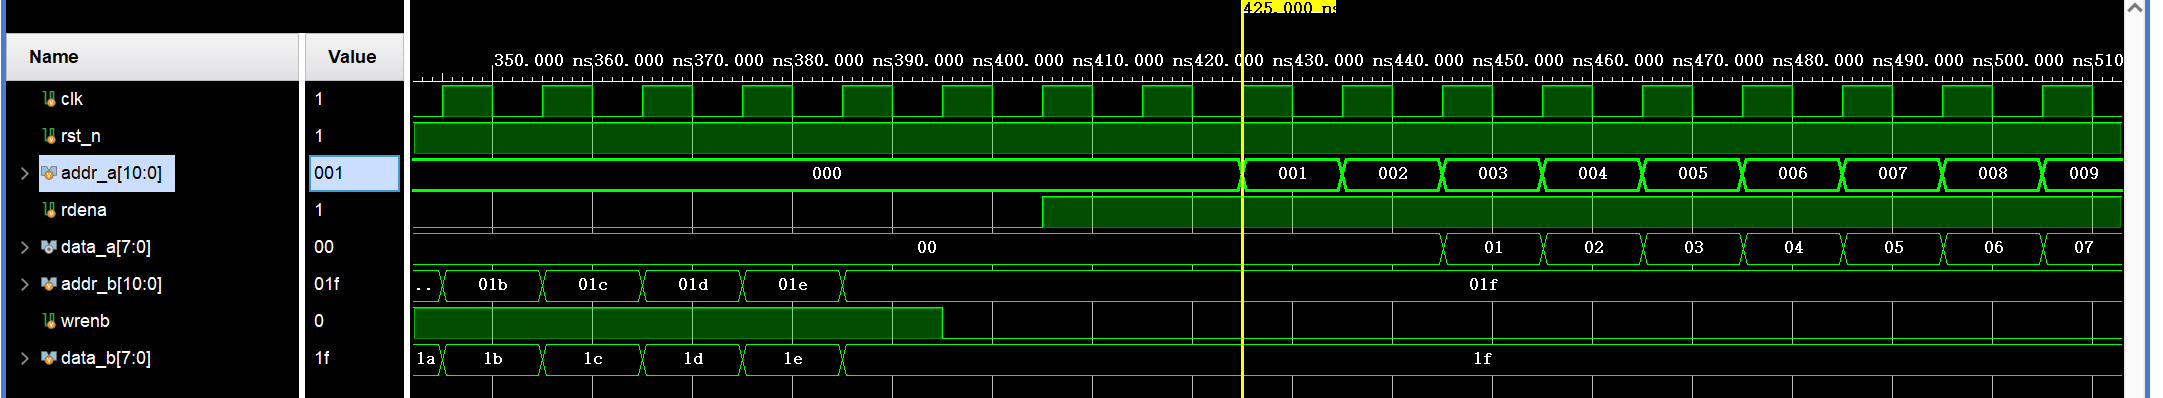 425.000 ns
Name Value 350.000 ns 360.000 ns 370.000 ns 380.000 ns 390.000 ns 400.000 ns 410.000 ns 420.000 ns 430.000 ns 440.000 ns 450.000 ns 460.000 ns 470.000 ns 480.000 ns 490.000 ns 500.000 ns 510
clk 1
rst_n 1
addr_a[10:0] 001 000 001 002 003 004 005 006 007 008 009
rdena 1
data_a[7:0] 00 00 01 02 03 04 05 06 07
addr_b[10:0] 01f .. 01b 01c 01d 01e 01f
wrenb 0
data_b[7:0] 1f 1a 1b 1c 1d 1e 1f